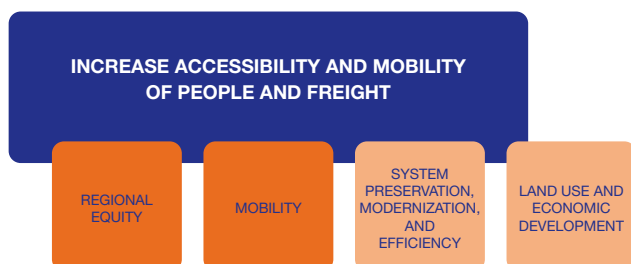 INCREASE ACCESSIBILITY AND MOBILITY
OF PEOPLE AND FREIGHT
REGIONAL
EQUITY
MOBILITY
SYSTEM
PRESERVATION,
MODERNIZATION,
AND
EFFICIENCY
LAND USE AND
ECONOMIC
DEVELOPMENT